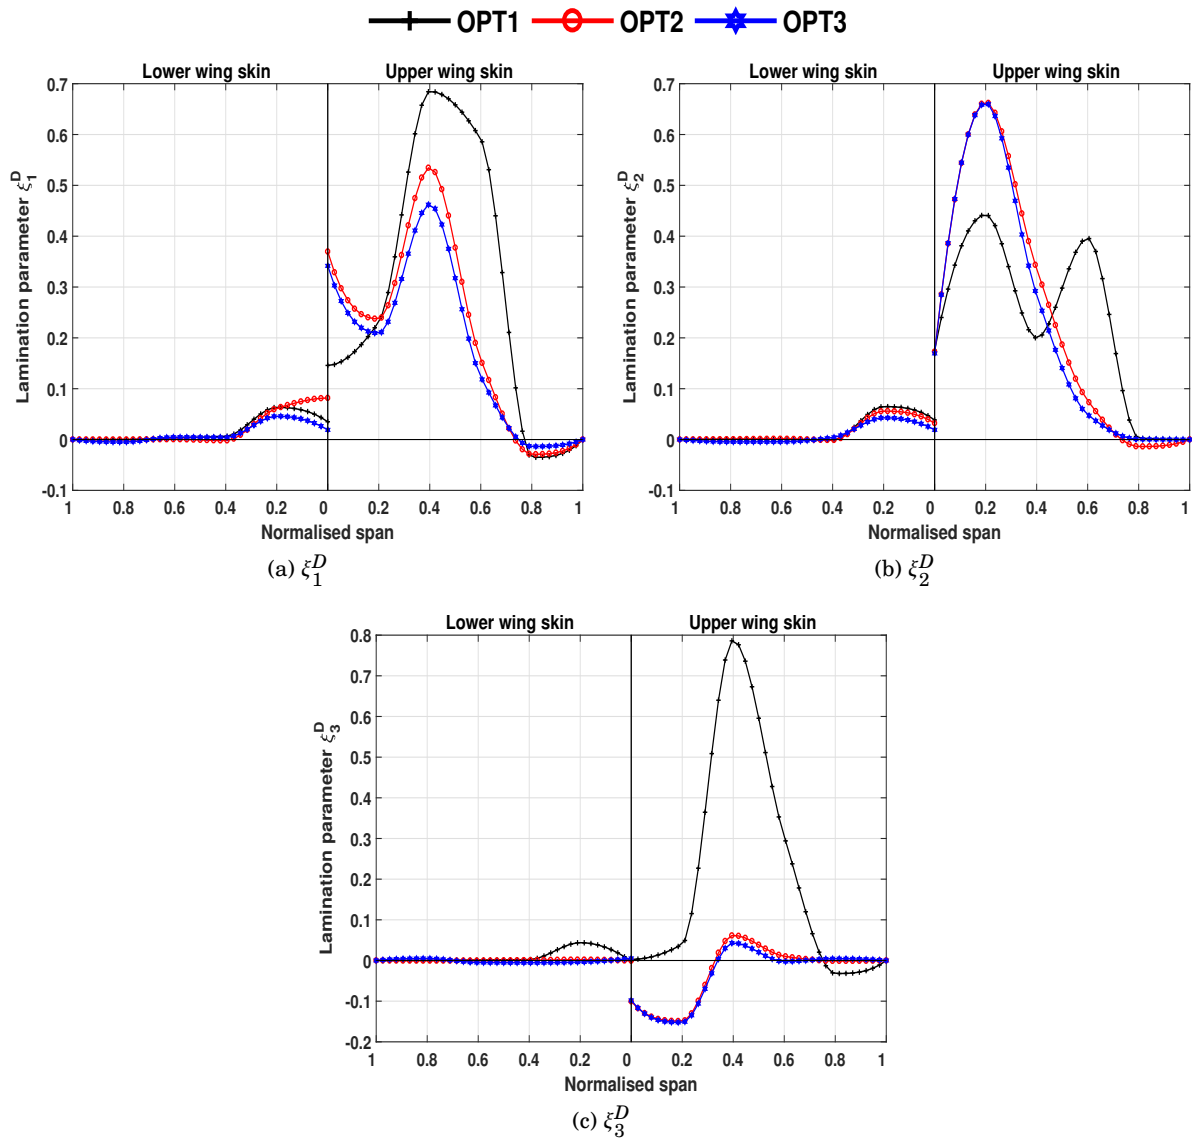 OPT1 OPT2 OPT3
Lower wing skin Upper wing skin
Lamination parameter ξ₁ᴰ
0.7
0.6
0.5
0.4
0.3
0.2
0.1
0
-0.1
1 0.8 0.6 0.4 0.2 0 0.2 0.4 0.6 0.8 1
Normalised span
(a) ξ₁ᴰ
Lower wing skin Upper wing skin
Lamination parameter ξ₂ᴰ
0.7
0.6
0.5
0.4
0.3
0.2
0.1
0
-0.1
1 0.8 0.6 0.4 0.2 0 0.2 0.4 0.6 0.8 1
Normalised span
(b) ξ₂ᴰ
Lower wing skin Upper wing skin
Lamination parameter ξ₃ᴰ
0.8
0.7
0.6
0.5
0.4
0.3
0.2
0.1
0
-0.1
-0.2
1 0.8 0.6 0.4 0.2 0 0.2 0.4 0.6 0.8 1
Normalised span
(c) ξ₃ᴰ